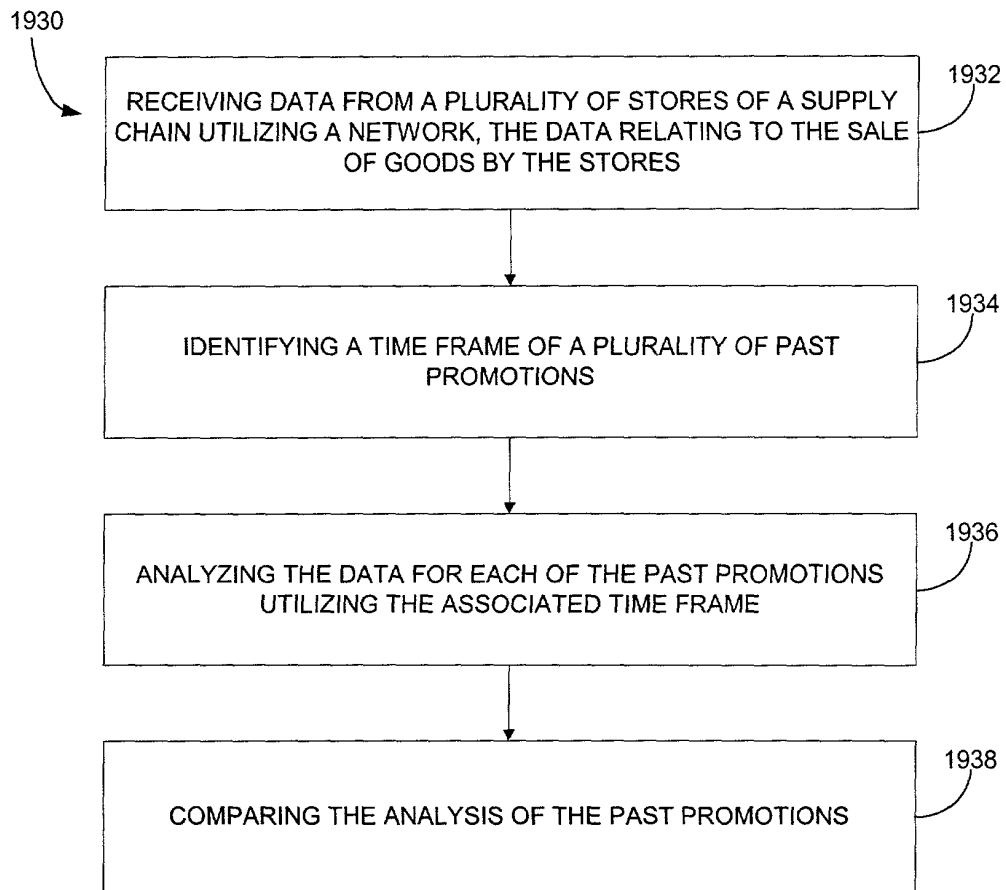 1930
RECEIVING DATA FROM A PLURALITY OF STORES OF A SUPPLY
CHAIN UTILIZING A NETWORK, THE DATA RELATING TO THE SALE
OF GOODS BY THE STORES
1932
IDENTIFYING A TIME FRAME OF A PLURALITY OF PAST
PROMOTIONS
1934
ANALYZING THE DATA FOR EACH OF THE PAST PROMOTIONS
UTILIZING THE ASSOCIATED TIME FRAME
1936
COMPARING THE ANALYSIS OF THE PAST PROMOTIONS
1938